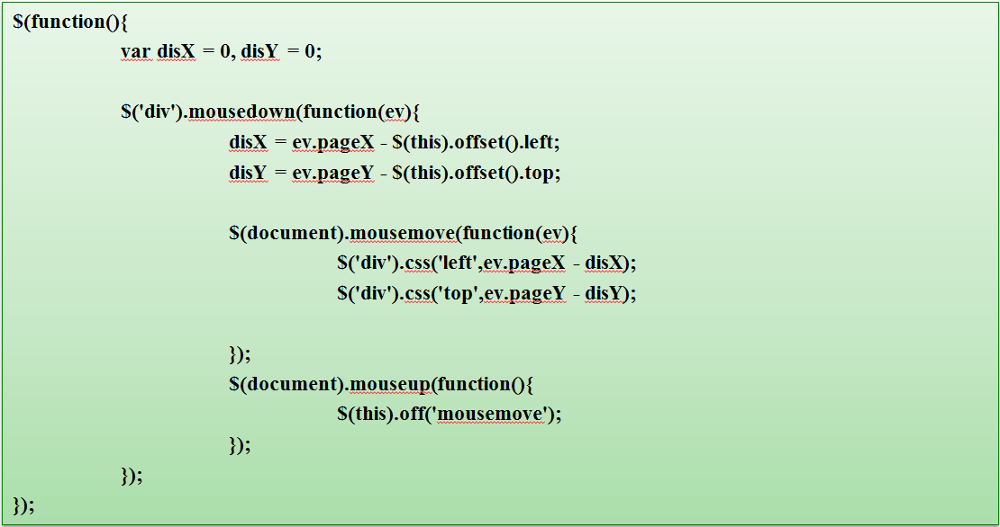 $(function(){
var disX = 0, disY = 0;
$('div').mousedown(function(ev){
disX = ev.pageX - $(this).offset().left;
disY = ev.pageY - $(this).offset().top;
$(document).mousemove(function(ev){
$('div').css('left',ev.pageX - disX);
$('div').css('top',ev.pageY - disY);
});
$(document).mouseup(function(){
$(this).off('mousemove');
});
});
});